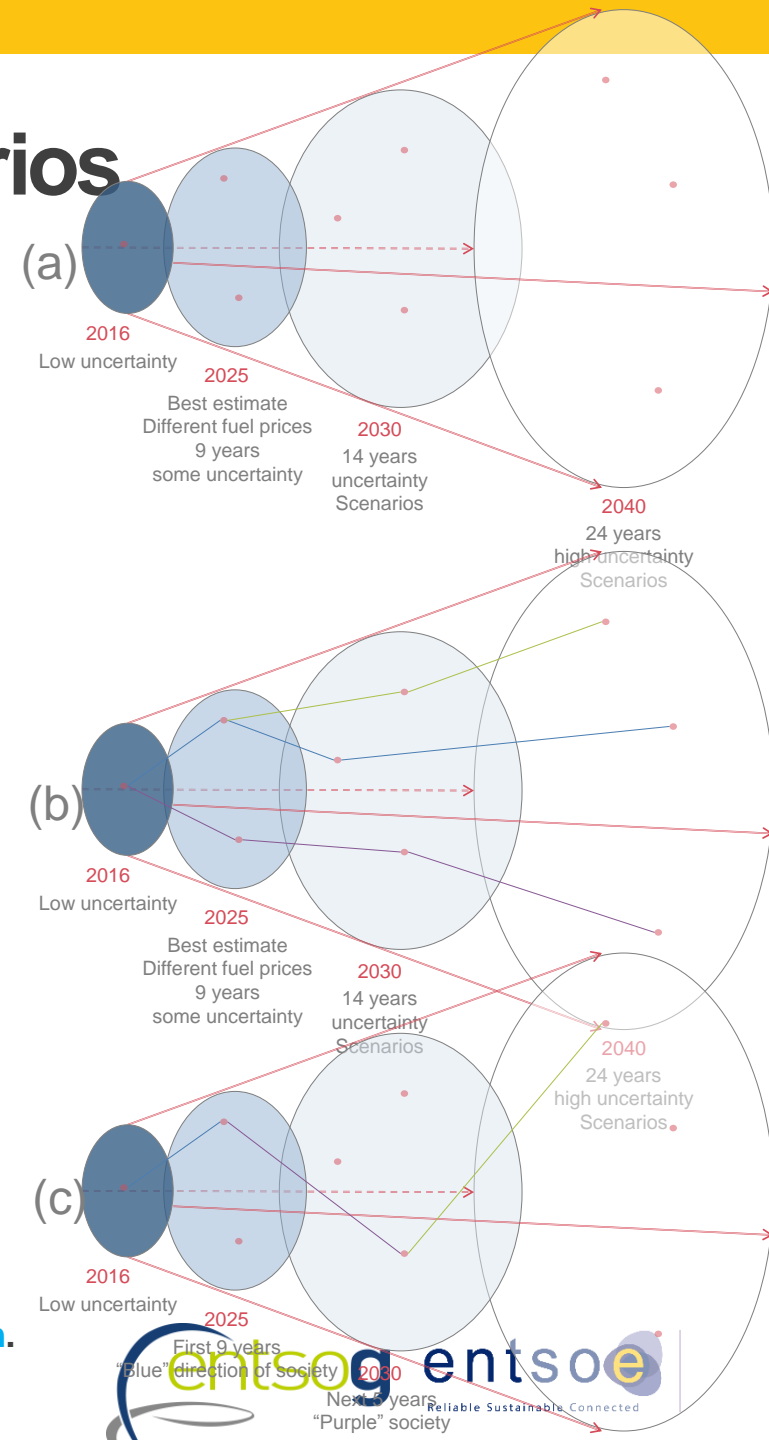 rios
(a)
2016
Low uncertainty
2025
Best estimate
Different fuel prices
9 years
some uncertainty
2030
14 years
uncertainty
Scenarios
2040
24 years
high uncertainty
Scenarios
(b)
2016
Low uncertainty
2025
Best estimate
Different fuel prices
9 years
some uncertainty
2030
14 years
uncertainty
Scenarios
2040
24 years
high uncertainty
Scenarios
(c)
2016
Low uncertainty
2025
First 9 years
“Blue” direction of society
2030
Next 5 years
“Purple” society
.
entsog
entsoe
Reliable Sustainable Connected